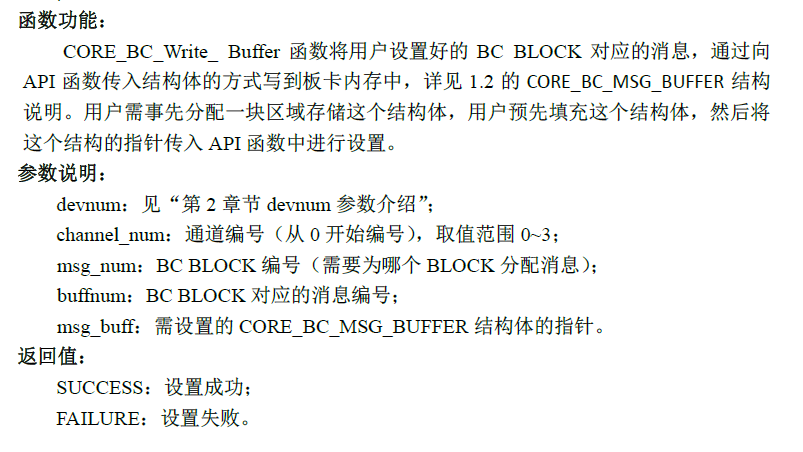 函数功能：
CORE_BC_Write_ Buffer 函数将用户设置好的 BC BLOCK 对应的消息，通过向
API 函数传入结构体的方式写到板卡内存中，详见 1.2 的 CORE_BC_MSG_BUFFER 结构
说明。用户需事先分配一块区域存储这个结构体，用户预先填充这个结构体，然后将
这个结构的指针传入 API 函数中进行设置。
参数说明：
devnum：见“第 2 章节 devnum 参数介绍”；
channel_num：通道编号（从 0 开始编号），取值范围 0~3；
msg_num：BC BLOCK 编号（需要为哪个 BLOCK 分配消息）；
buffnum：BC BLOCK 对应的消息编号；
msg_buff：需设置的 CORE_BC_MSG_BUFFER 结构体的指针。
返回值：
SUCCESS：设置成功；
FAILURE：设置失败。